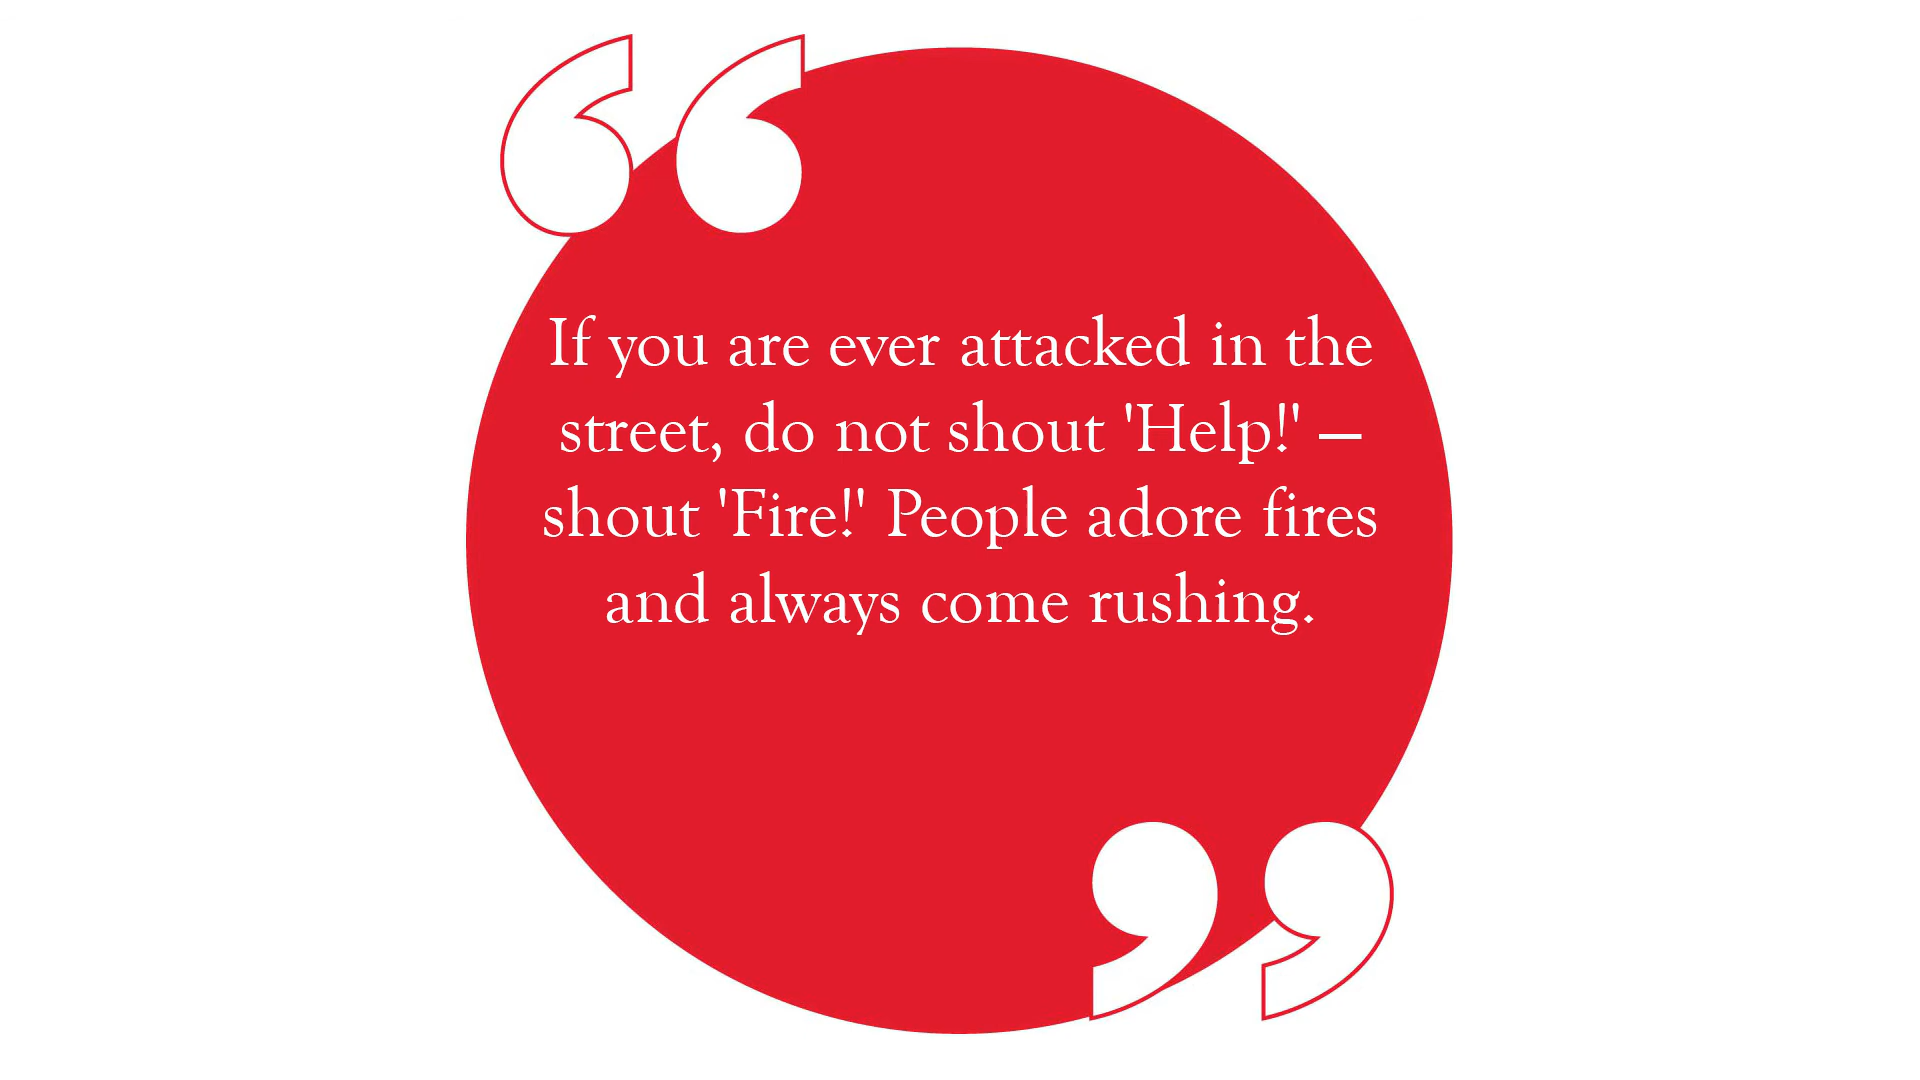 If you are ever attacked in the
street, do not shout 'Help!' —
shout 'Fire!' People adore fires
and always come rushing.